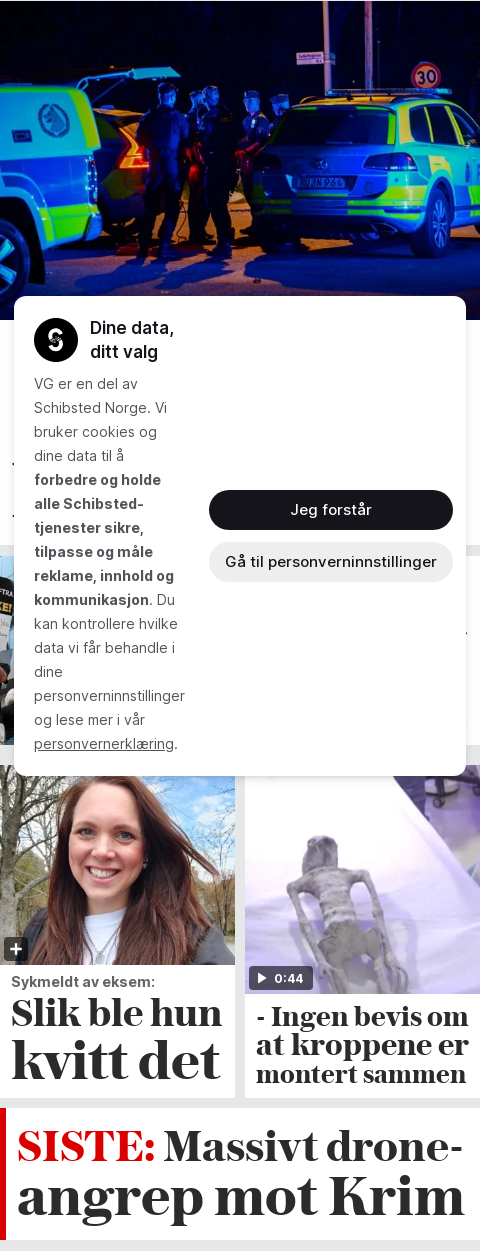 30
Dine data,
ditt valg
VG er en del av
Schibsted Norge. Vi
bruker cookies og
dine data til å
forbedre og holde
alle Schibsted-
tjenester sikre,
tilpasse og måle
reklame, innhold og
kommunikasjon. Du
kan kontrollere hvilke
data vi får behandle i
dine
personverninnstillinger
og lese mer i vår
personvernerklæring.
Jeg forstår
Gå til personverninnstillinger
0:44
Sykmeldt av eksem:
Slik ble hun
kvitt det
- Ingen bevis om
at kroppene er
montert sammen
SISTE: Massivt drone-
angrep mot Krim